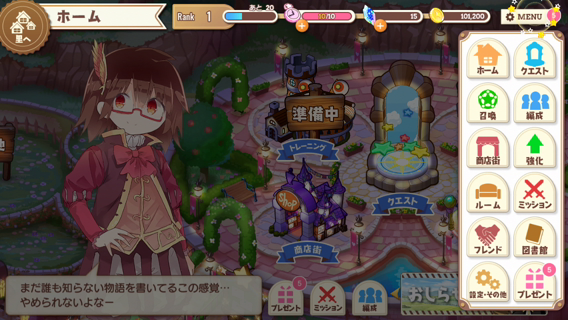 里へ
ホーム
Rank 1
あと 20
10/10
15
101,200
MENU
準備中
トレーニング
Shop
商店街
クエスト
まだ誰も知らない物語を書いてるこの感覚…
やめられないよなー
5
プレゼント
ミッション
編成
おしら
ホーム
クエスト
召喚
編成
商店街
強化
ルーム
ミッション
フレンド
図書館
設定・その他
5
プレゼント